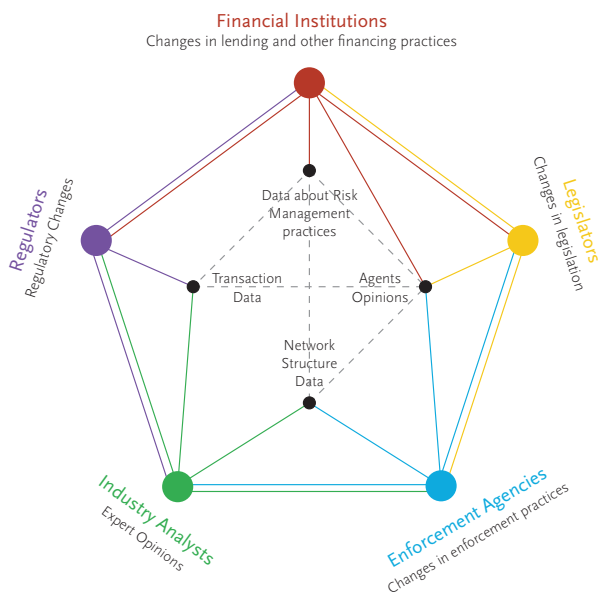 Financial Institutions
Changes in lending and other financing practices
Regulators
Regulatory Changes
Legislators
Changes in legislation
Data about Risk
Management
practices
Transaction
Data
Agents
Opinions
Network
Structure
Data
Industry Analysts
Expert Opinions
Enforcement Agencies
Changes in enforcement practices